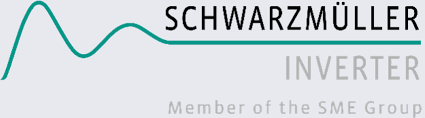 SCHWARZMÜLLER
INVERTER
Member of the SME Group